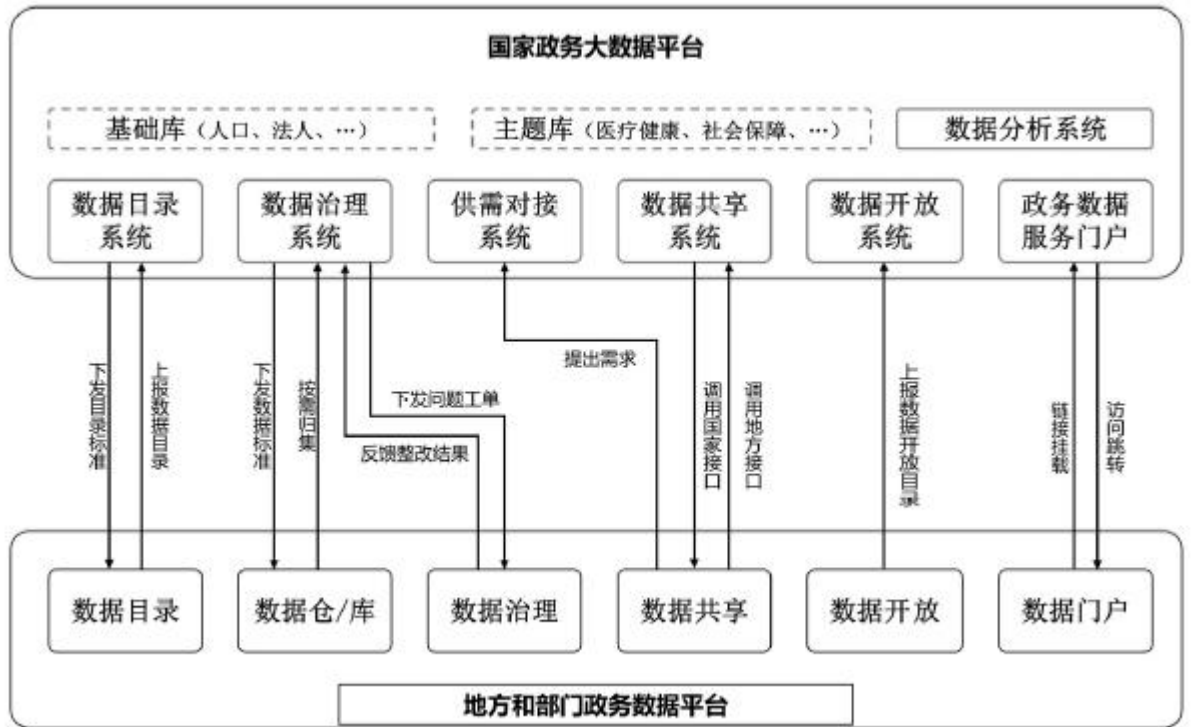 国家政务大数据平台
基础库（人口、法人、…）
主题库（医疗健康、社会保障、…）
数据分析系统
数据目录
系统
数据治理
系统
供需对接
系统
数据共享
系统
数据开放
系统
政务数据
服务门户
下发目录标准
上报数据目录
下发数据标准
按需归集
下发问题工单
反馈整改结果
提出需求
调用国家接口
调用地方接口
上报数据开放目录
链接挂载
访问跳转
数据目录
数据仓/库
数据治理
数据共享
数据开放
数据门户
地方和部门政务数据平台